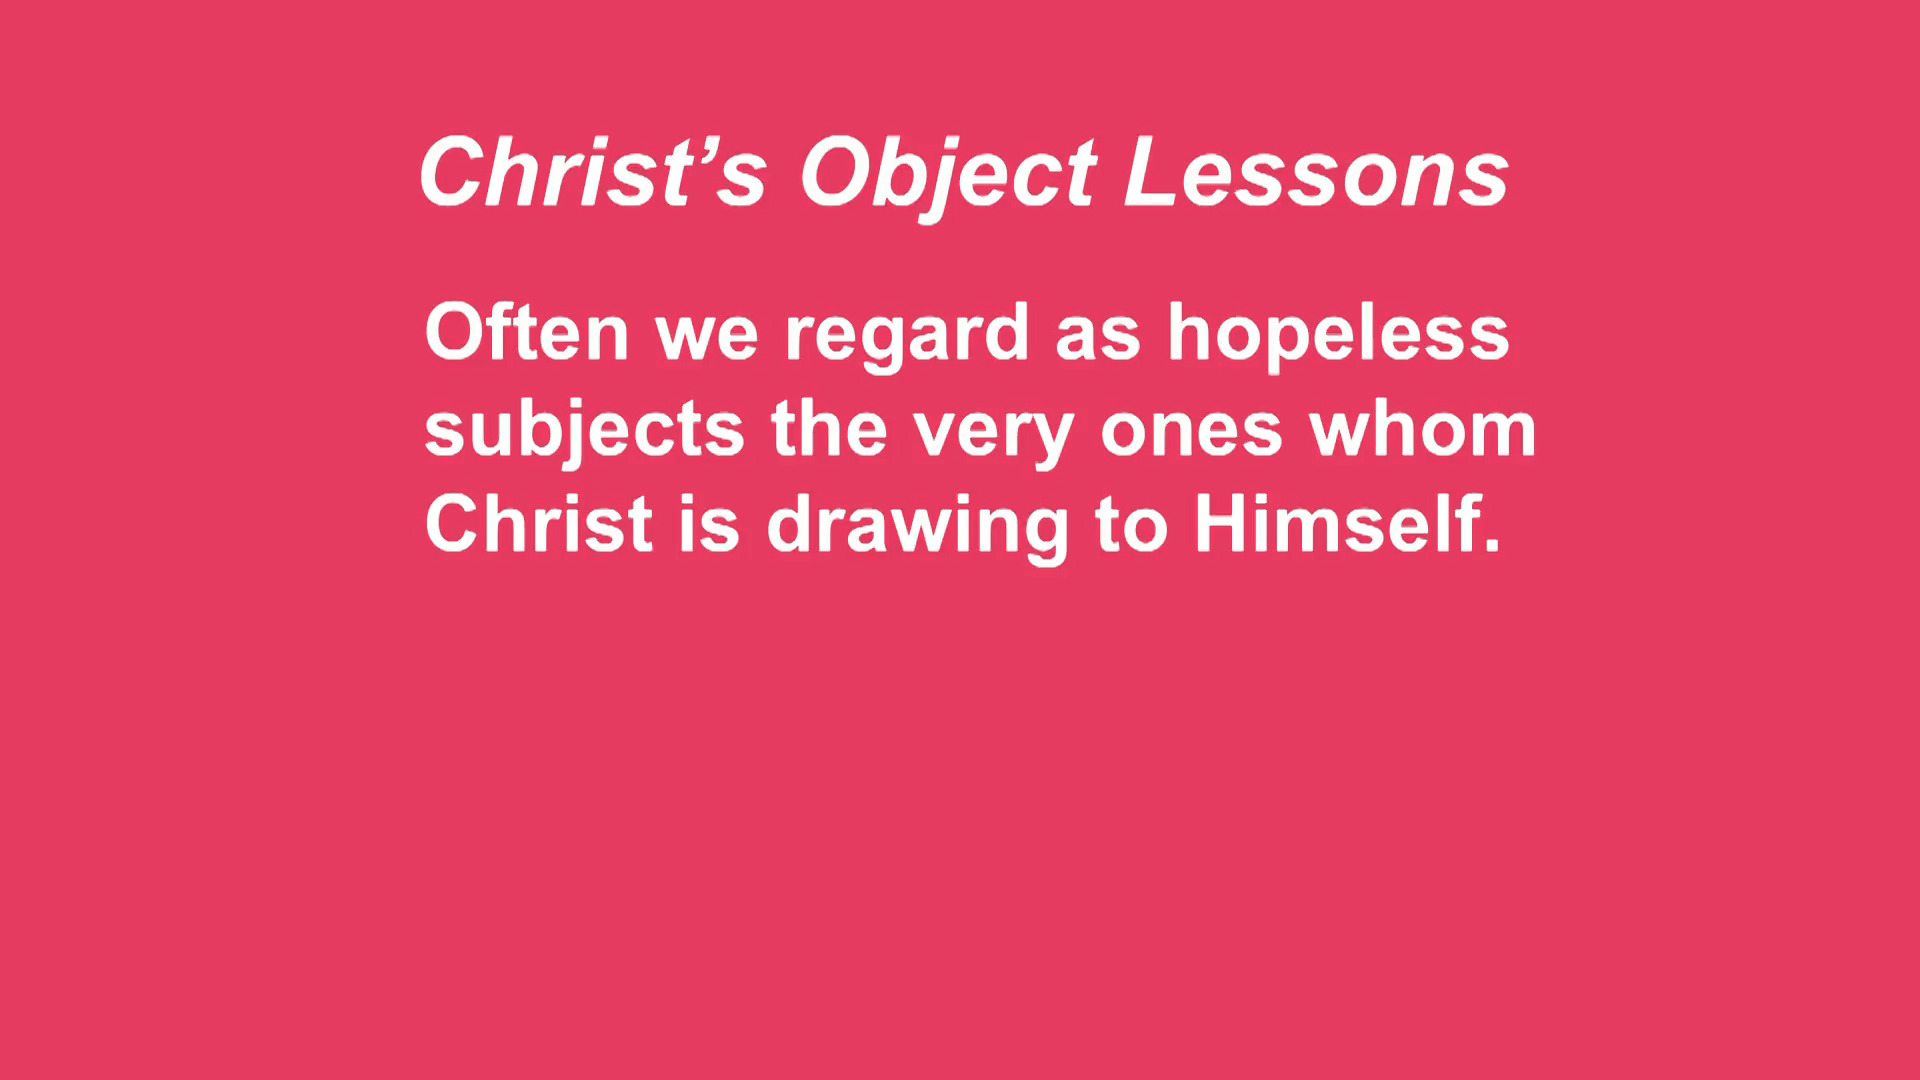 Christ’s Object Lessons
Often we regard as hopeless
subjects the very ones whom
Christ is drawing to Himself.